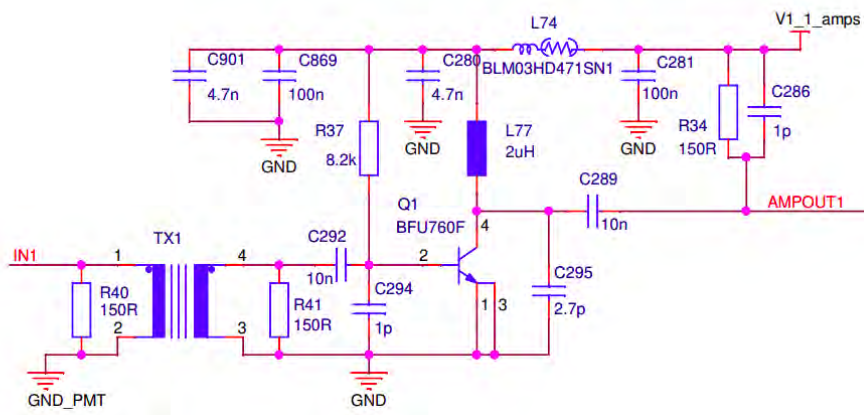 L74
V1_1_amps
C901
4.7n
C869
100n
C280
4.7n
BLM03HD471SN1
C281
100n
C286
1p
R37
8.2k
GND
GND
L77
2uH
GND
R34
150R
C289
10n
AMPOUT1
Q1
BFU760F
4
TX1
IN1
1
4
C292
10n
2
R40
150R
R41
150R
C294
1p
1
3
C295
2.7p
2
3
GND_PMT
GND